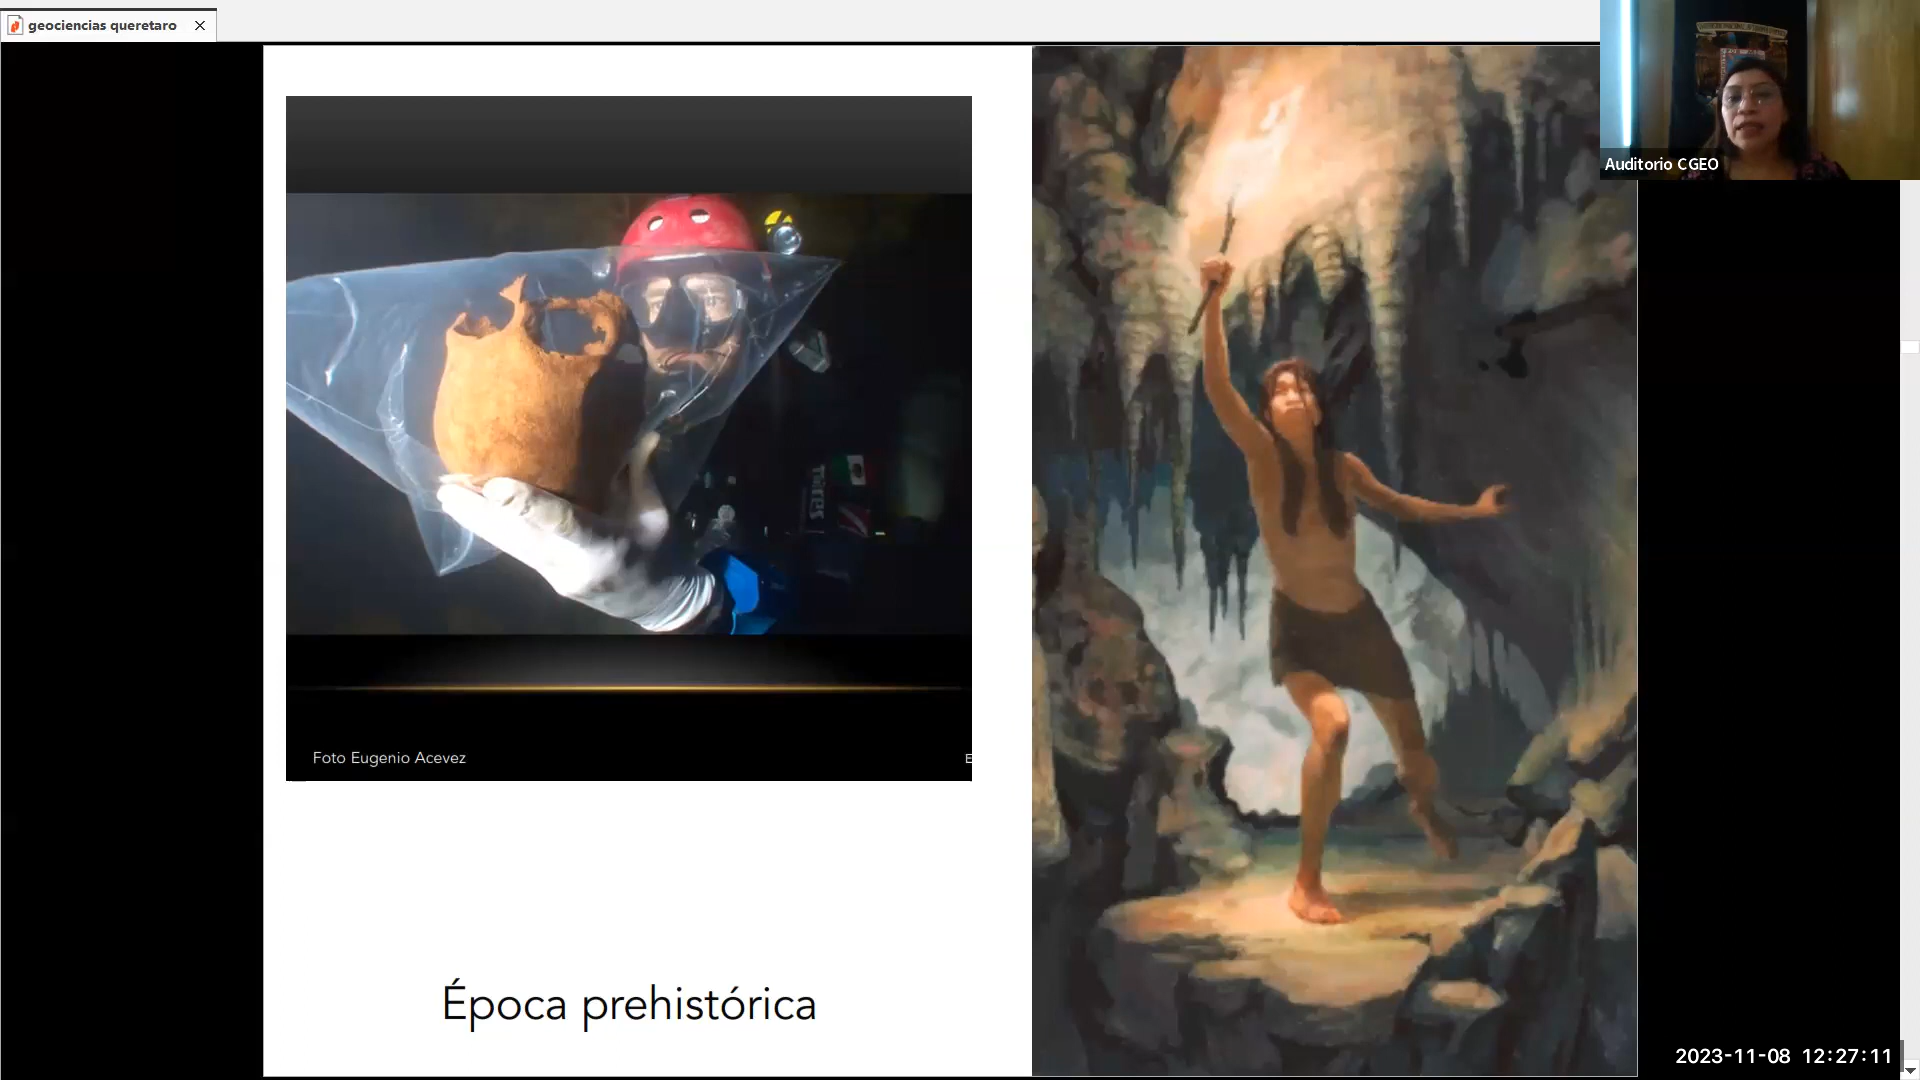 geociencias queretaro
Auditorio CGEO
Foto Eugenio Acevez
E
Época prehistórica
2023-11-08 12:27:11